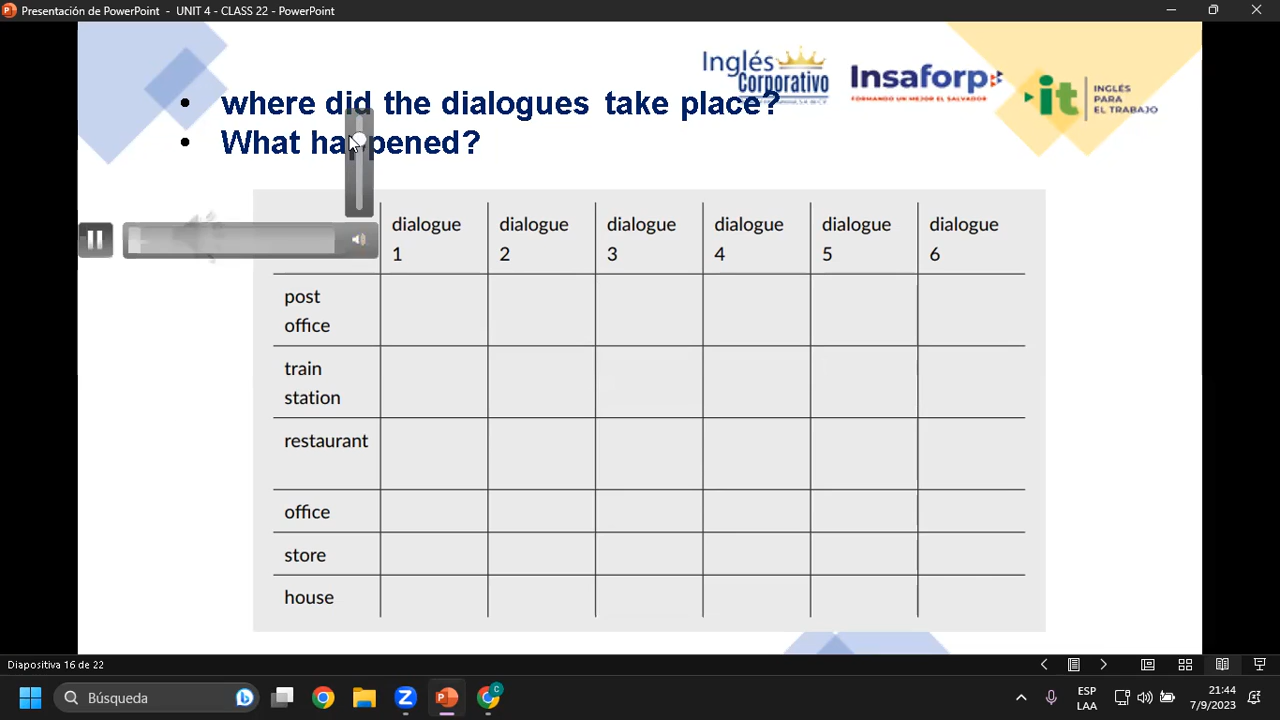 Presentación de PowerPoint - UNIT 4 - CLASS 22 - PowerPoint
Inglés
Corporativo
Insaforp
FORMANDO UN MEJOR EL SALVADOR
it
INGLÉS
PARA
EL TRABAJO
• where did the dialogues take place?
• What happened?
dialogue 1 dialogue 2 dialogue 3 dialogue 4 dialogue 5 dialogue 6
post
office
train
station
restaurant
office
store
house
Diapositiva 16 de 22
Búsqueda
C
ESP
LAA
21:44
7/9/2023